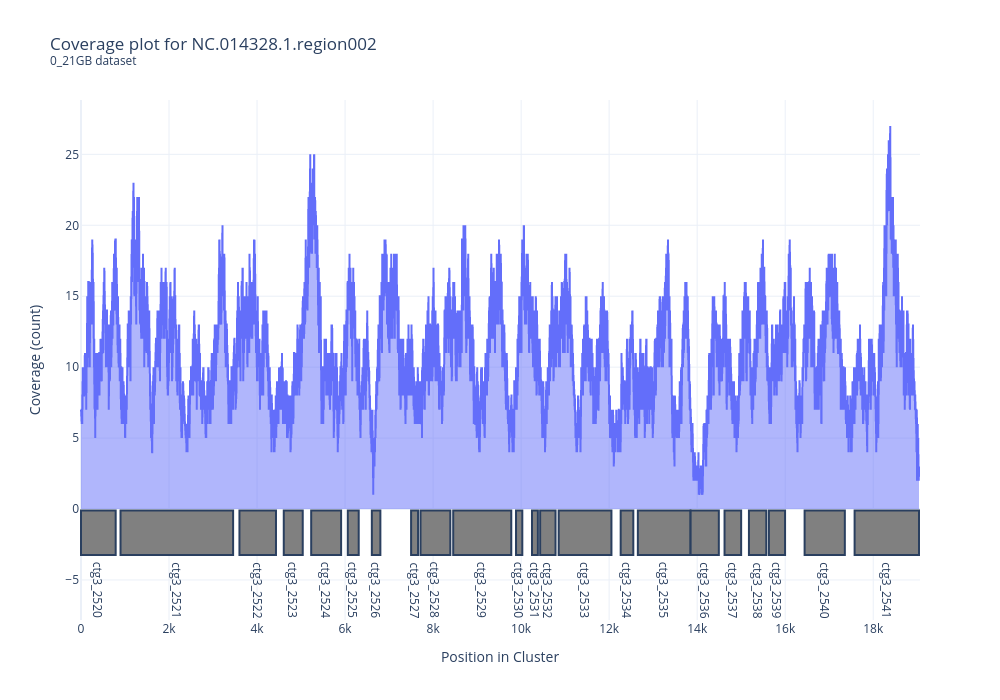 Coverage plot for NC.014328.1.region002
0_21GB dataset
Coverage (count)
25
20
15
10
5
0
−5
ctg3_2520
ctg3_2521
ctg3_2522
ctg3_2523
ctg3_2524
ctg3_2525
ctg3_2526
ctg3_2527
ctg3_2528
ctg3_2529
ctg3_2530
ctg3_2531
ctg3_2532
ctg3_2533
ctg3_2534
ctg3_2535
ctg3_2536
ctg3_2537
ctg3_2538
ctg3_2539
ctg3_2540
ctg3_2541
0 2k 4k 6k 8k 10k 12k 14k 16k 18k
Position in Cluster